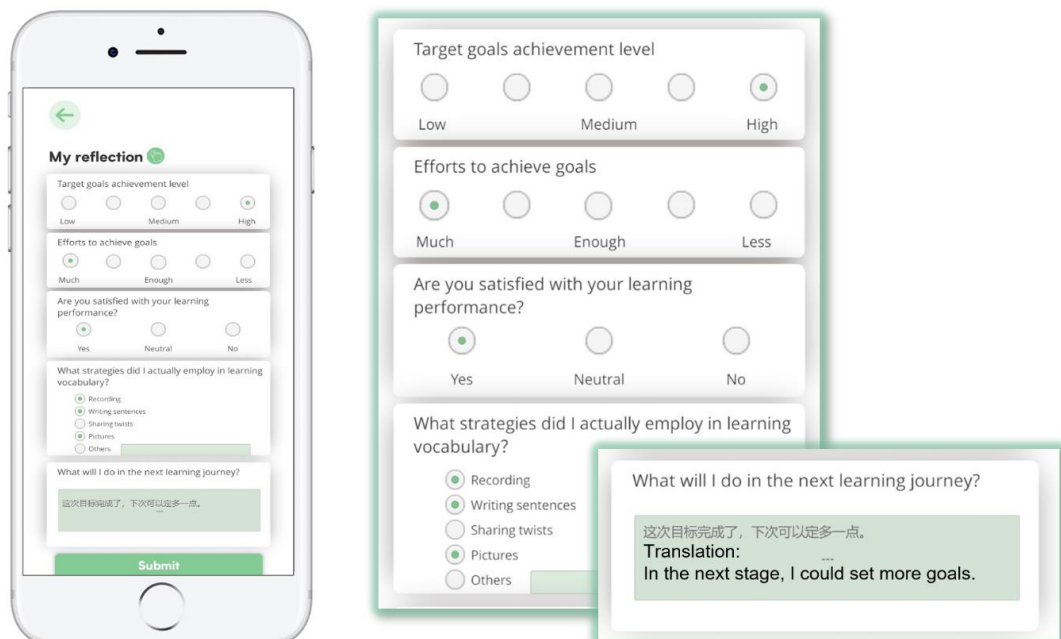 My reflection
Target goals achievement level
Low Medium High
Efforts to achieve goals
Much Enough Less
Are you satisfied with your learning
performance?
Yes Neutral No
What strategies did I actually employ in learning
vocabulary?
Recording
Writing sentences
Sharing twists
Pictures
Others
What will I do in the next learning journey?
这次目标完成了，下次可以定多一点。
Submit
Target goals achievement level
Low Medium High
Efforts to achieve goals
Much Enough Less
Are you satisfied with your learning
performance?
Yes Neutral No
What strategies did I actually employ in learning
vocabulary?
Recording
Writing sentences
Sharing twists
Pictures
Others
What will I do in the next learning journey?
这次目标完成了，下次可以定多一点。
Translation:
In the next stage, I could set more goals.